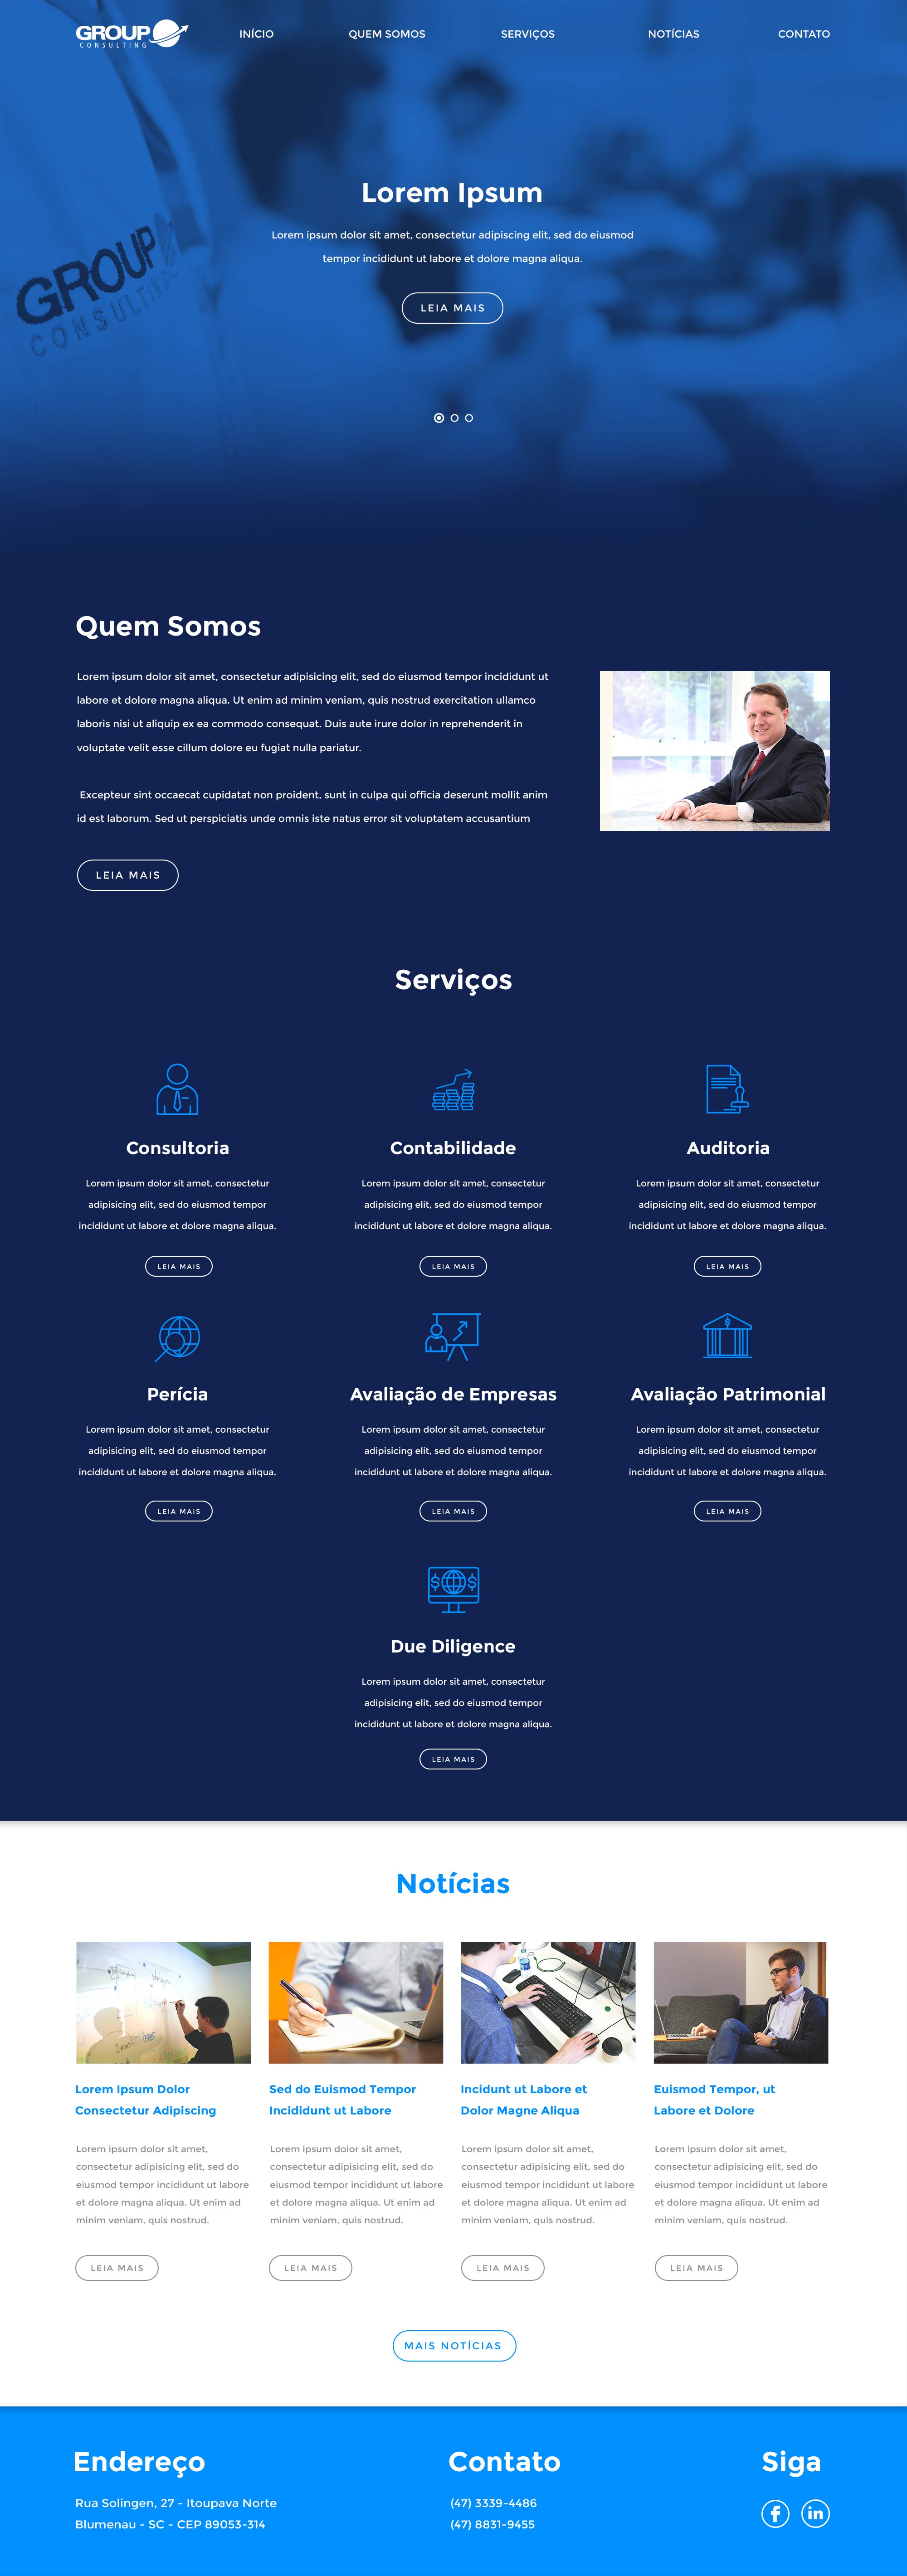 GROUP
CONSULTING
INÍCIO
QUEM SOMOS
SERVIÇOS
NOTÍCIAS
CONTATO
Lorem Ipsum
Lorem ipsum dolor sit amet, consectetur adipiscing elit, sed do eiusmod
tempor incididunt ut labore et dolore magna aliqua.
GROUP
CONSULTING
LEIA MAIS
Quem Somos
Lorem ipsum dolor sit amet, consectetur adipisicing elit, sed do eiusmod tempor incididunt ut
labore et dolore magna aliqua. Ut enim ad minim veniam, quis nostrud exercitation ullamco
laboris nisi ut aliquip ex ea commodo consequat. Duis aute irure dolor in reprehenderit in
voluptate velit esse cillum dolore eu fugiat nulla pariatur.
Excepteur sint occaecat cupidatat non proident, sunt in culpa qui officia deserunt mollit anim
id est laborum. Sed ut perspiciatis unde omnis iste natus error sit voluptatem accusantium
LEIA MAIS
Serviços
Consultoria
Lorem ipsum dolor sit amet, consectetur
adipisicing elit, sed do eiusmod tempor
incididunt ut labore et dolore magna aliqua.
LEIA MAIS
Contabilidade
Lorem ipsum dolor sit amet, consectetur
adipisicing elit, sed do eiusmod tempor
incididunt ut labore et dolore magna aliqua.
LEIA MAIS
Auditoria
Lorem ipsum dolor sit amet, consectetur
adipisicing elit, sed do eiusmod tempor
incididunt ut labore et dolore magna aliqua.
LEIA MAIS
Perícia
Lorem ipsum dolor sit amet, consectetur
adipisicing elit, sed do eiusmod tempor
incididunt ut labore et dolore magna aliqua.
LEIA MAIS
Avaliação de Empresas
Lorem ipsum dolor sit amet, consectetur
adipisicing elit, sed do eiusmod tempor
incididunt ut labore et dolore magna aliqua.
LEIA MAIS
Avaliação Patrimonial
Lorem ipsum dolor sit amet, consectetur
adipisicing elit, sed do eiusmod tempor
incididunt ut labore et dolore magna aliqua.
LEIA MAIS
Due Diligence
Lorem ipsum dolor sit amet, consectetur
adipisicing elit, sed do eiusmod tempor
incididunt ut labore et dolore magna aliqua.
LEIA MAIS
Notícias
Lorem Ipsum Dolor
Consectetur Adipiscing
Lorem ipsum dolor sit amet,
consectetur adipisicing elit, sed do
eiusmod tempor incididunt ut labore
et dolore magna aliqua. Ut enim ad
minim veniam, quis nostrud.
LEIA MAIS
Sed do Euismod Tempor
Incididunt ut Labore
Lorem ipsum dolor sit amet,
consectetur adipisicing elit, sed do
eiusmod tempor incididunt ut labore
et dolore magna aliqua. Ut enim ad
minim veniam, quis nostrud.
LEIA MAIS
Incidunt ut Labore et
Dolor Magne Aliqua
Lorem ipsum dolor sit amet,
consectetur adipisicing elit, sed do
eiusmod tempor incididunt ut labore
et dolore magna aliqua. Ut enim ad
minim veniam, quis nostrud.
LEIA MAIS
Euismod Tempor, ut
Labore et Dolore
Lorem ipsum dolor sit amet,
consectetur adipisicing elit, sed do
eiusmod tempor incididunt ut labore
et dolore magna aliqua. Ut enim ad
minim veniam, quis nostrud.
LEIA MAIS
MAIS NOTÍCIAS
Endereço
Rua Solingen, 27 - Itoupava Norte
Blumenau - SC - CEP 89053-314
Contato
(47) 3339-4486
(47) 8831-9455
Siga
f
in